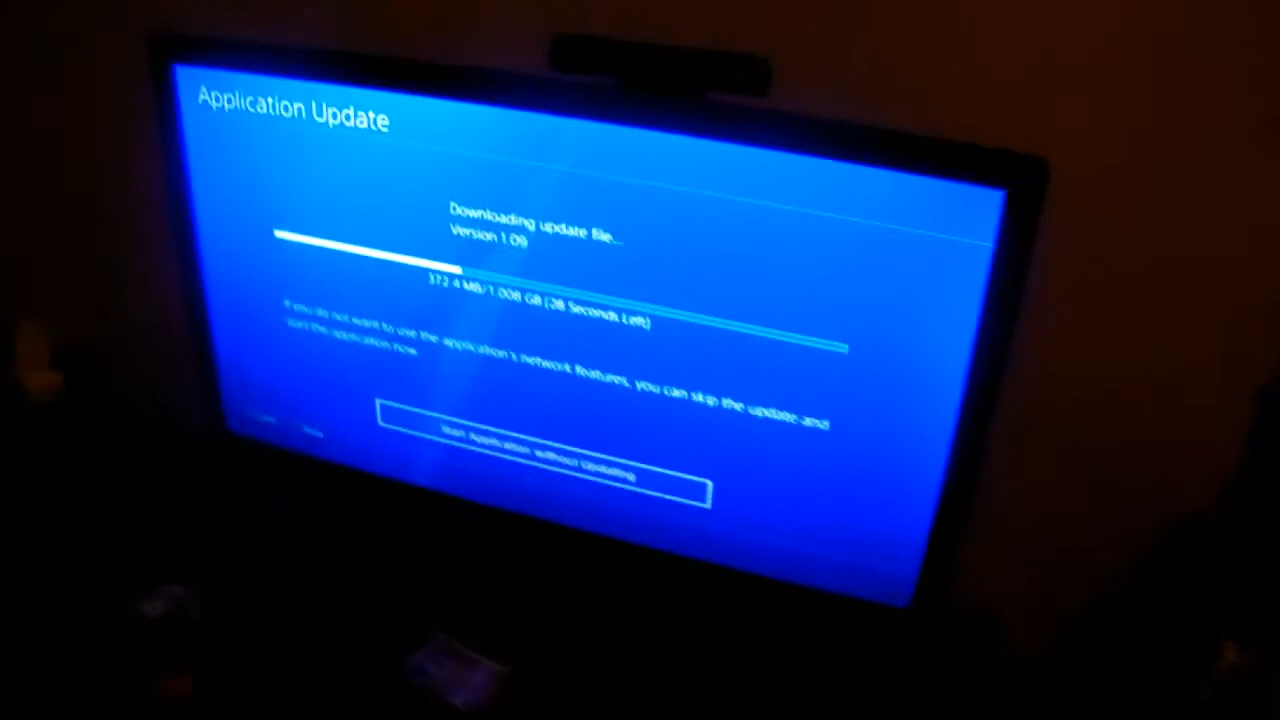 Application Update
Downloading update file...
Version 1.09
372.4 MB/1.008 GB (28 Seconds Left)
If you do not want to use the application's network features, you can skip the update and
start the application now.
Start Application without Updating